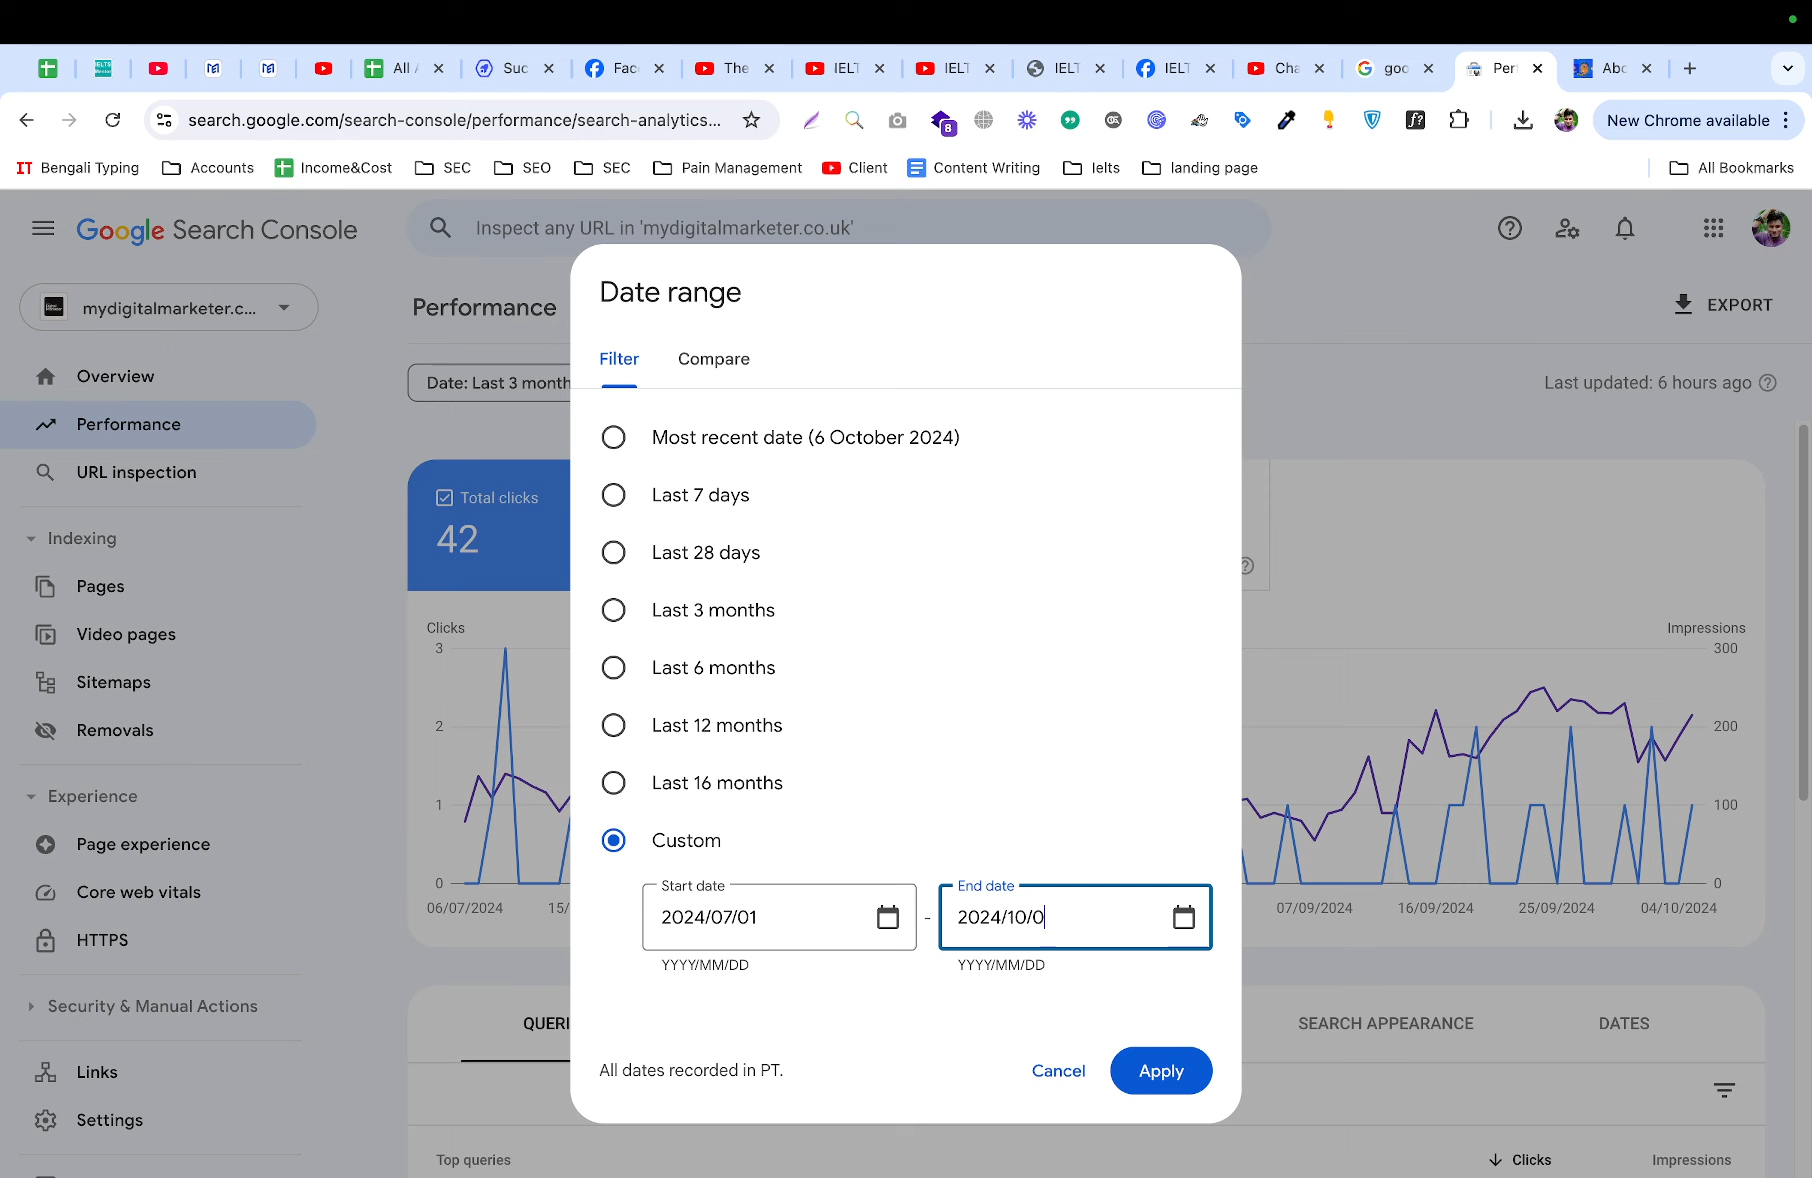 All
Suc
Fac
The
IELT
IELT
IELT
IELT
Cha
goo
Per
Abo
search.google.com/search-console/performance/search-analytics...
8
New Chrome available
IT Bengali Typing
Accounts
Income&Cost
SEC
SEO
SEC
Pain Management
Client
Content Writing
Ielts
landing page
All Bookmarks
Google Search Console
Inspect any URL in 'mydigitalmarketer.co.uk'
mydigitalmarketer.c...
Overview
Performance
URL inspection
Indexing
Pages
Video pages
Sitemaps
Removals
Experience
Page experience
Core web vitals
HTTPS
Security & Manual Actions
Links
Settings
Performance
EXPORT
Date: Last 3 month
Last updated: 6 hours ago
Total clicks
42
Clicks
3
2
1
0
06/07/2024
15/
Impressions
300
200
100
0
07/09/2024
16/09/2024
25/09/2024
04/10/2024
QUERI
SEARCH APPEARANCE
DATES
Top queries
Clicks
Impressions
Date range
Filter
Compare
Most recent date (6 October 2024)
Last 7 days
Last 28 days
Last 3 months
Last 6 months
Last 12 months
Last 16 months
Custom
Start date
2024/07/01
YYYY/MM/DD
-
End date
2024/10/0
YYYY/MM/DD
All dates recorded in PT.
Cancel
Apply